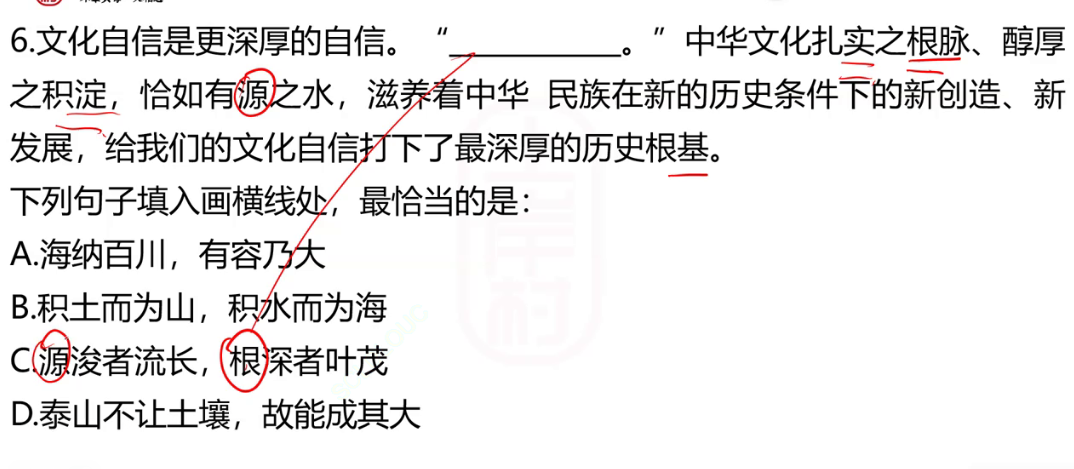 6.文化自信是更深厚的自信。“___________。”中华文化扎实之根脉、醇厚
之积淀，恰如有源之水，滋养着中华 民族在新的历史条件下的新创造、新
发展，给我们的文化自信打下了最深厚的历史根基。
下列句子填入画横线处，最恰当的是：
A.海纳百川，有容乃大
B.积土而为山，积水而为海
C.源浚者流长，根深者叶茂
D.泰山不让土壤，故能成其大